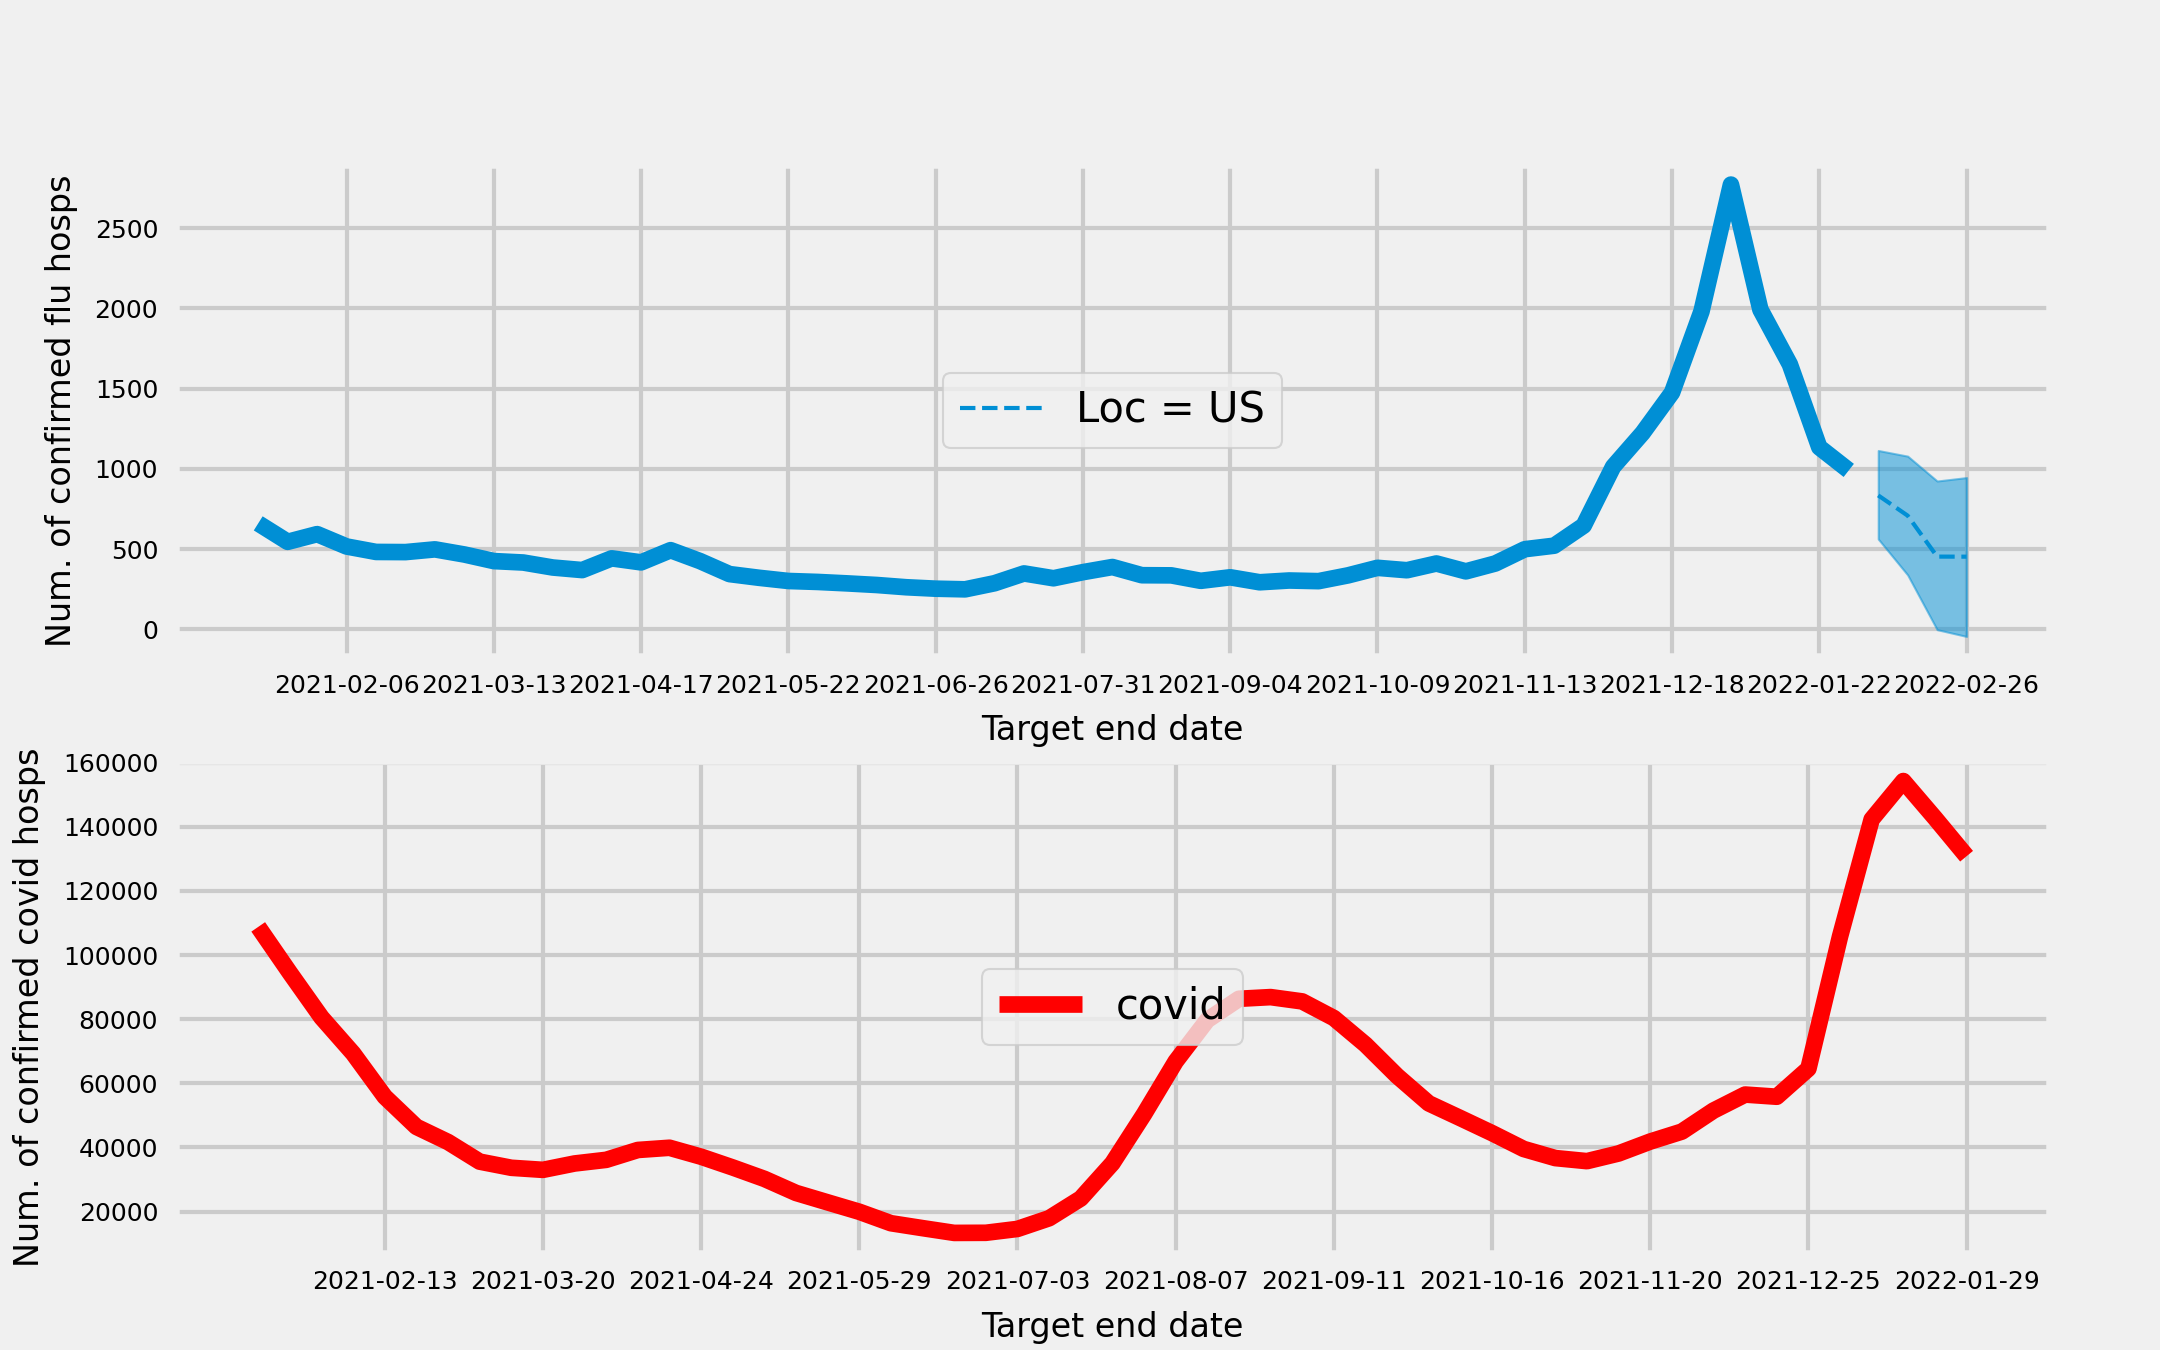 Num. of confirmed flu hosps
2500
2000
1500
1000
500
0
Loc = US
2021-02-06 2021-03-13 2021-04-17 2021-05-22 2021-06-26 2021-07-31 2021-09-04 2021-10-09 2021-11-13 2021-12-18 2022-01-22 2022-02-26
Target end date
Num. of confirmed covid hosps
160000
140000
120000
100000
80000
60000
40000
20000
covid
2021-02-13 2021-03-20 2021-04-24 2021-05-29 2021-07-03 2021-08-07 2021-09-11 2021-10-16 2021-11-20 2021-12-25 2022-01-29
Target end date